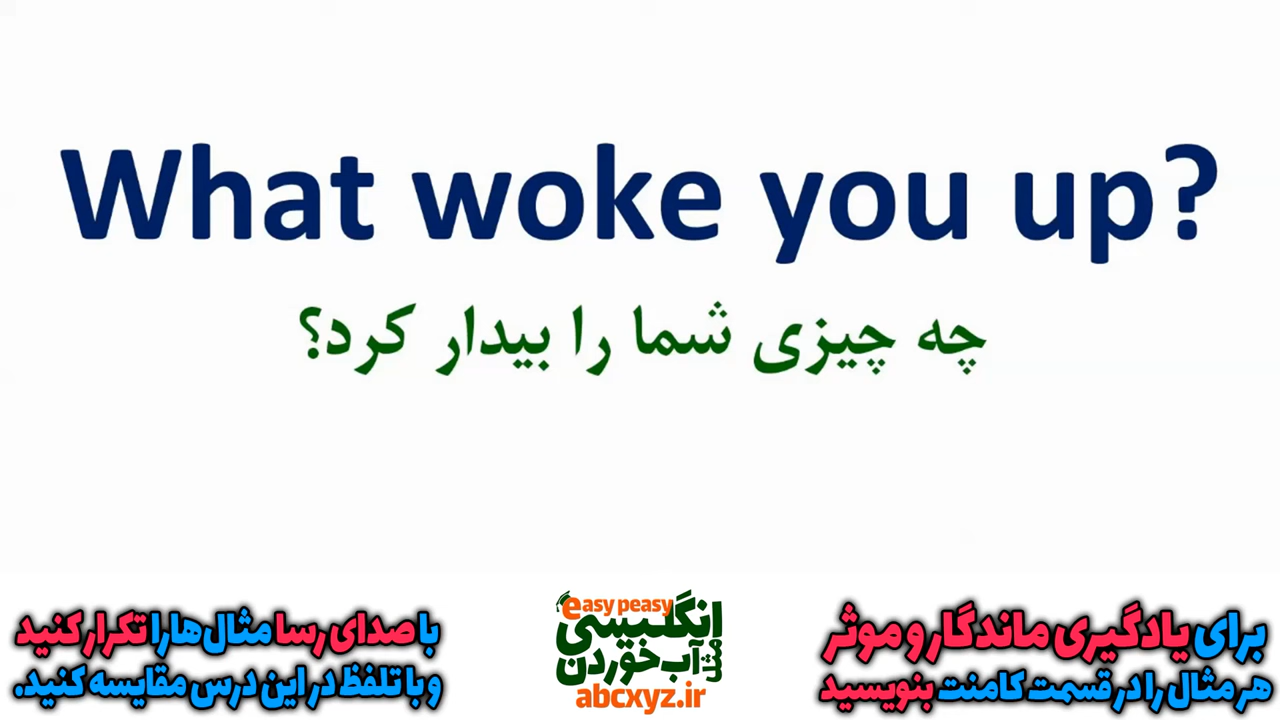 What woke you up?
چه چیزی شما را بیدار کرد؟
برای یادگیری ماندگار و موثر
هر مثال را در قسمت کامنت بنویسید
easy peasy
انگلیسی
مثل آب خوردن
abcxyz.ir
با صدای رسا مثال‌ها را تکرار کنید
و با تلفظ در این درس مقایسه کنید.